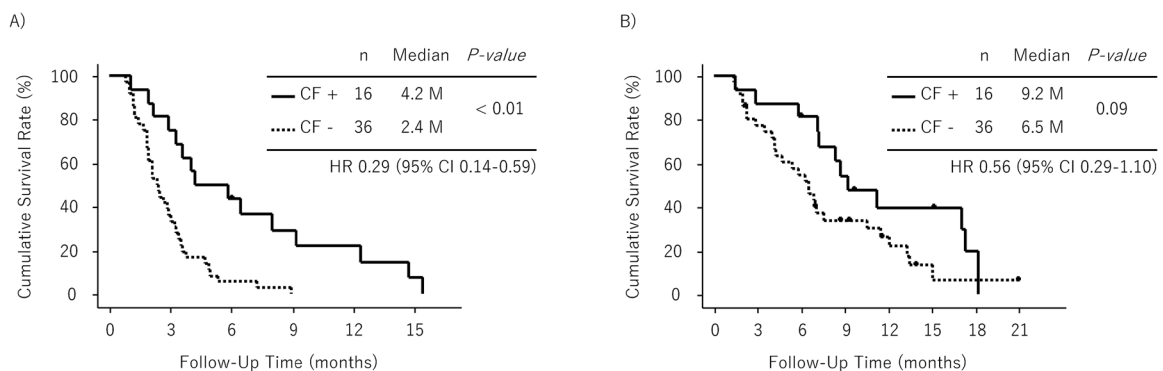 A)
n Median P-value
CF + 16 4.2 M
< 0.01
CF - 36 2.4 M
HR 0.29 (95% CI 0.14-0.59)
Cumulative Survival Rate (%)
100
80
60
40
20
0
0 3 6 9 12 15
Follow-Up Time (months)
B)
n Median P-value
CF + 16 9.2 M
0.09
CF - 36 6.5 M
HR 0.56 (95% CI 0.29-1.10)
Cumulative Survival Rate (%)
100
80
60
40
20
0
0 3 6 9 12 15 18 21
Follow-Up Time (months)